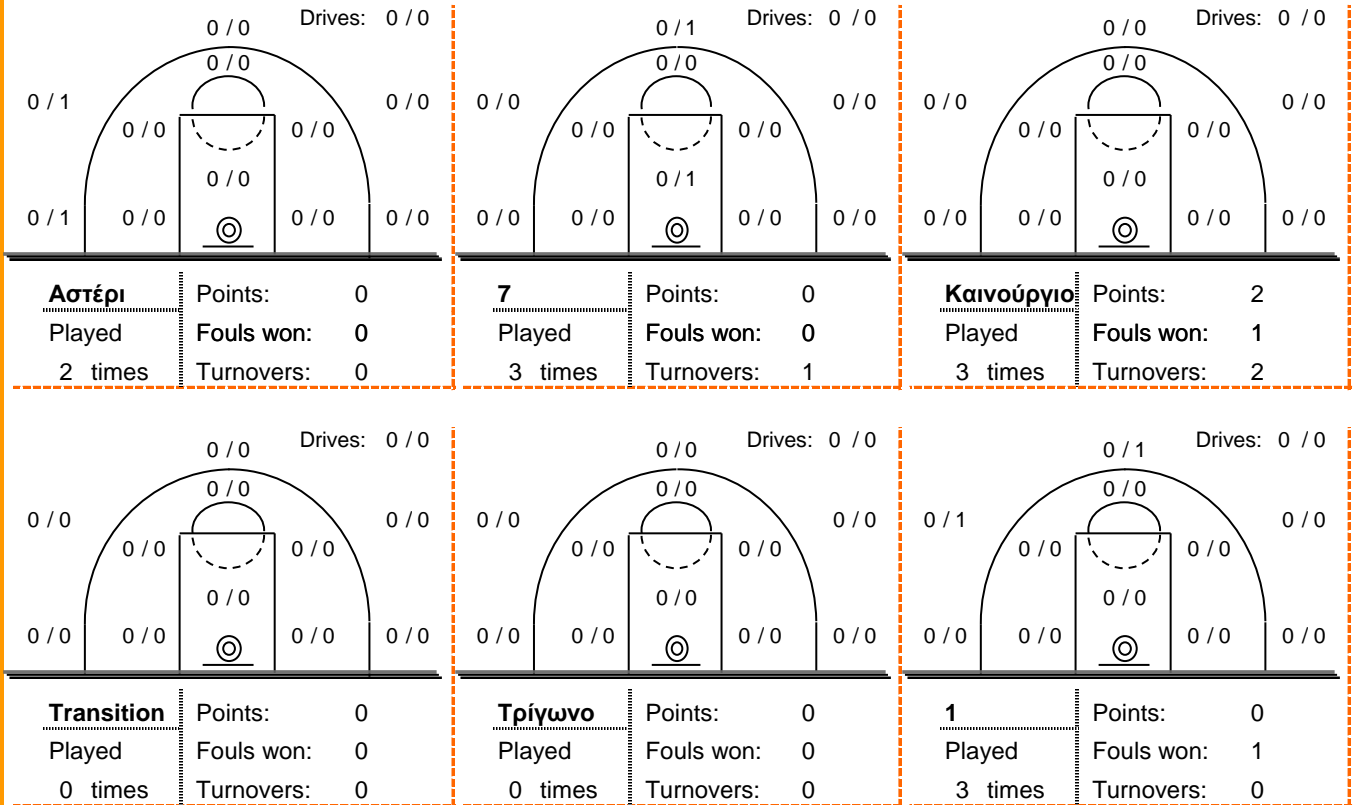 0 / 0 Drives: 0 / 0
0 / 0
0 / 1 0 / 0
0 / 0 0 / 0
0 / 0
0 / 1 0 / 0 0 / 0 0 / 0
Αστέρι Points: 0
Played Fouls won: 0
2 times Turnovers: 0
0 / 1 Drives: 0 / 0
0 / 0
0 / 0 0 / 0
0 / 0 0 / 0
0 / 1
0 / 0 0 / 0 0 / 0 0 / 0
7 Points: 0
Played Fouls won: 0
3 times Turnovers: 1
0 / 0 Drives: 0 / 0
0 / 0
0 / 0 0 / 0
0 / 0 0 / 0
0 / 0
0 / 0 0 / 0 0 / 0 0 / 0
Καινούργιο Points: 2
Played Fouls won: 1
3 times Turnovers: 2
0 / 0 Drives: 0 / 0
0 / 0
0 / 0 0 / 0
0 / 0 0 / 0
0 / 0
0 / 0 0 / 0 0 / 0 0 / 0
Transition Points: 0
Played Fouls won: 0
0 times Turnovers: 0
0 / 0 Drives: 0 / 0
0 / 0
0 / 0 0 / 0
0 / 0 0 / 0
0 / 0
0 / 0 0 / 0 0 / 0 0 / 0
Τρίγωνο Points: 0
Played Fouls won: 0
0 times Turnovers: 0
0 / 1 Drives: 0 / 0
0 / 0
0 / 1 0 / 0
0 / 0 0 / 0
0 / 0
0 / 0 0 / 0 0 / 0 0 / 0
1 Points: 0
Played Fouls won: 1
3 times Turnovers: 0